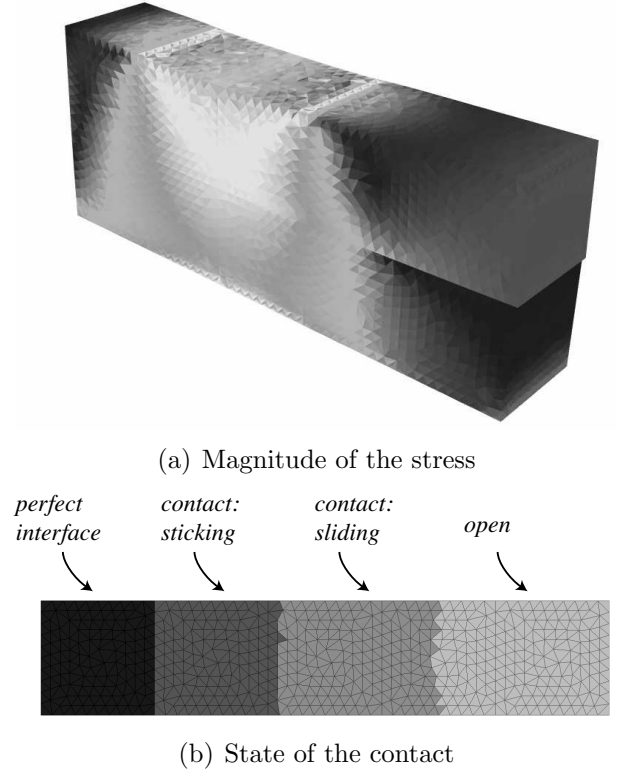 (a) Magnitude of the stress
perfect
interface
contact:
sticking
contact:
sliding
open
(b) State of the contact